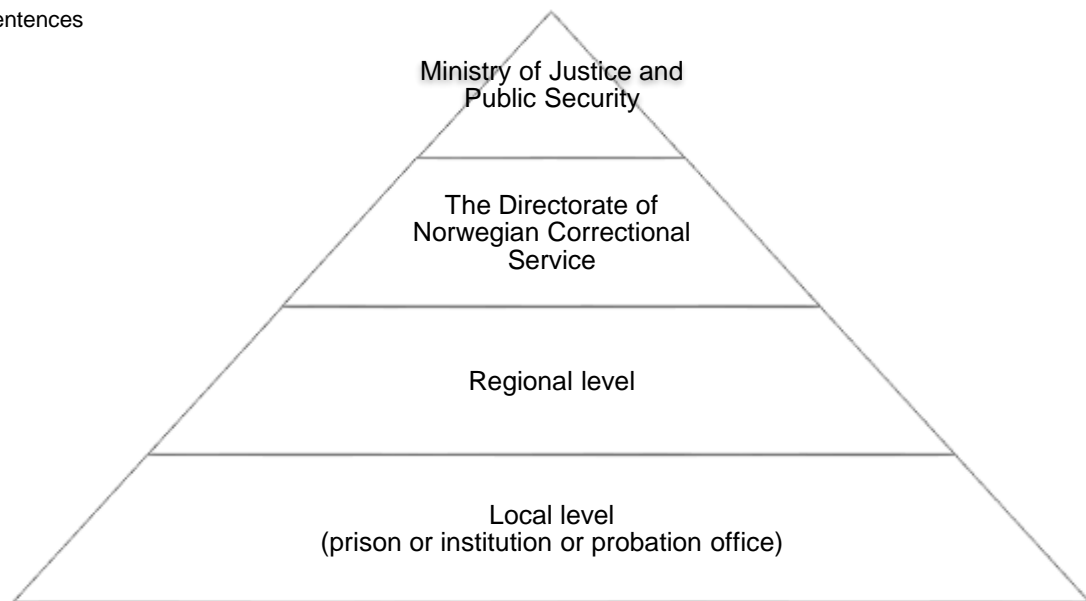 entences
Ministry of Justice and
Public Security
The Directorate of
Norwegian Correctional
Service
Regional level
Local level
(prison or institution or probation office)